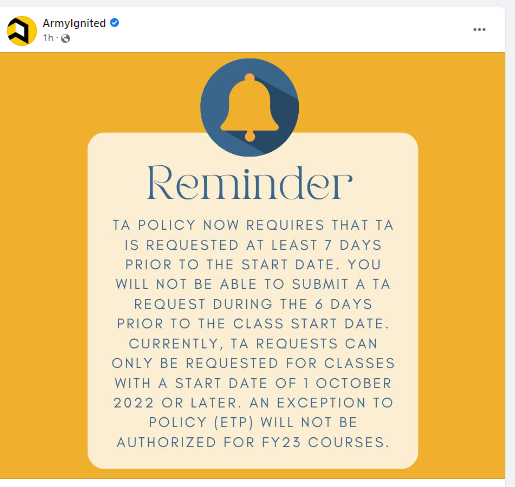 ArmyIgnited
1h ·
Reminder
TA POLICY NOW REQUIRES THAT TA
IS REQUESTED AT LEAST 7 DAYS
PRIOR TO THE START DATE. YOU
WILL NOT BE ABLE TO SUBMIT A TA
REQUEST DURING THE 6 DAYS
PRIOR TO THE CLASS START DATE.
CURRENTLY, TA REQUESTS CAN
ONLY BE REQUESTED FOR CLASSES
WITH A START DATE OF 1 OCTOBER
2022 OR LATER. AN EXCEPTION TO
POLICY (ETP) WILL NOT BE
AUTHORIZED FOR FY23 COURSES.